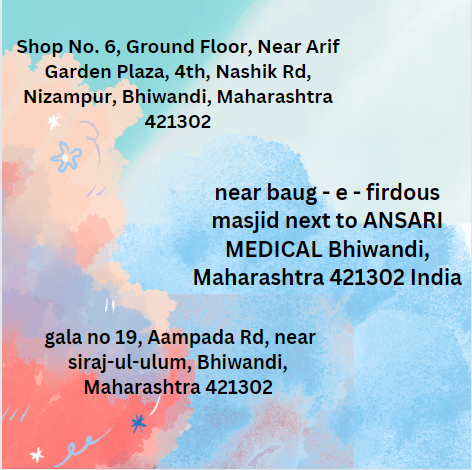 Shop No. 6, Ground Floor, Near Arif
Garden Plaza, 4th, Nashik Rd,
Nizampur, Bhiwandi, Maharashtra
421302
near baug - e - firdous
masjid next to ANSARI
MEDICAL Bhiwandi,
Maharashtra 421302 India
gala no 19, Aampada Rd, near
siraj-ul-ulum, Bhiwandi,
Maharashtra 421302